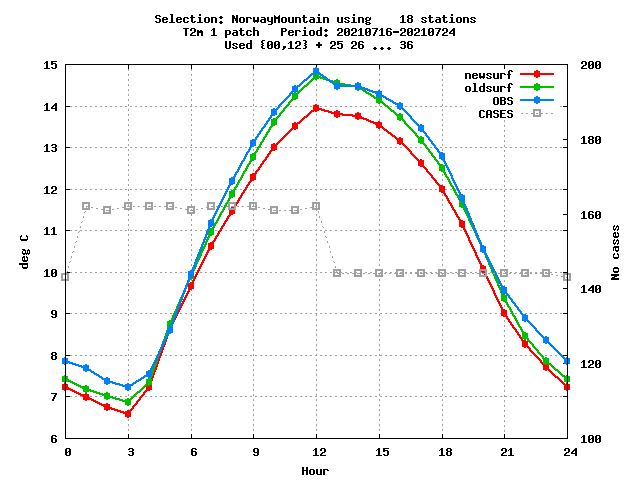 Selection: NorwayMountain using    18 stations
T2m 1 patch   Period: 20210716-20210724
Used {00,12} + 25 26 ... 36
newsurf
oldsurf
OBS
CASES
15
14
13
12
11
10
9
8
7
6
deg C
200
180
160
140
120
100
No cases
0 3 6 9 12 15 18 21 24
Hour